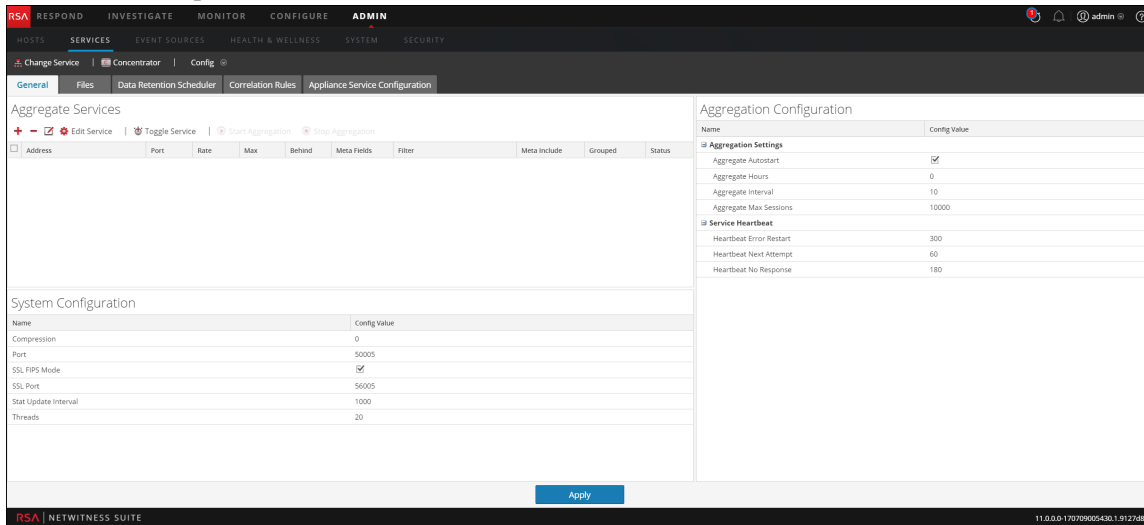 RSA RESPOND INVESTIGATE MONITOR CONFIGURE ADMIN 1 admin ?
HOSTS SERVICES EVENT SOURCES HEALTH & WELLNESS SYSTEM SECURITY
Change Service | Concentrator | Config
General Files Data Retention Scheduler Correlation Rules Appliance Service Configuration
Aggregate Services
Edit Service | Toggle Service | Start Aggregation Stop Aggregation
Address Port Rate Max Behind Meta Fields Filter Meta Include Grouped Status
System Configuration
Name Config Value
Compression 0
Port 50005
SSL FIPS Mode
SSL Port 56005
Stat Update Interval 1000
Threads 20
Aggregation Configuration
Name Config Value
Aggregation Settings
Aggregate Autostart
Aggregate Hours 0
Aggregate Interval 10
Aggregate Max Sessions 10000
Service Heartbeat
Heartbeat Error Restart 300
Heartbeat Next Attempt 60
Heartbeat No Response 180
Apply
RSA | NETWITNESS SUITE 11.0.0.0-170709005430.1.9127d8